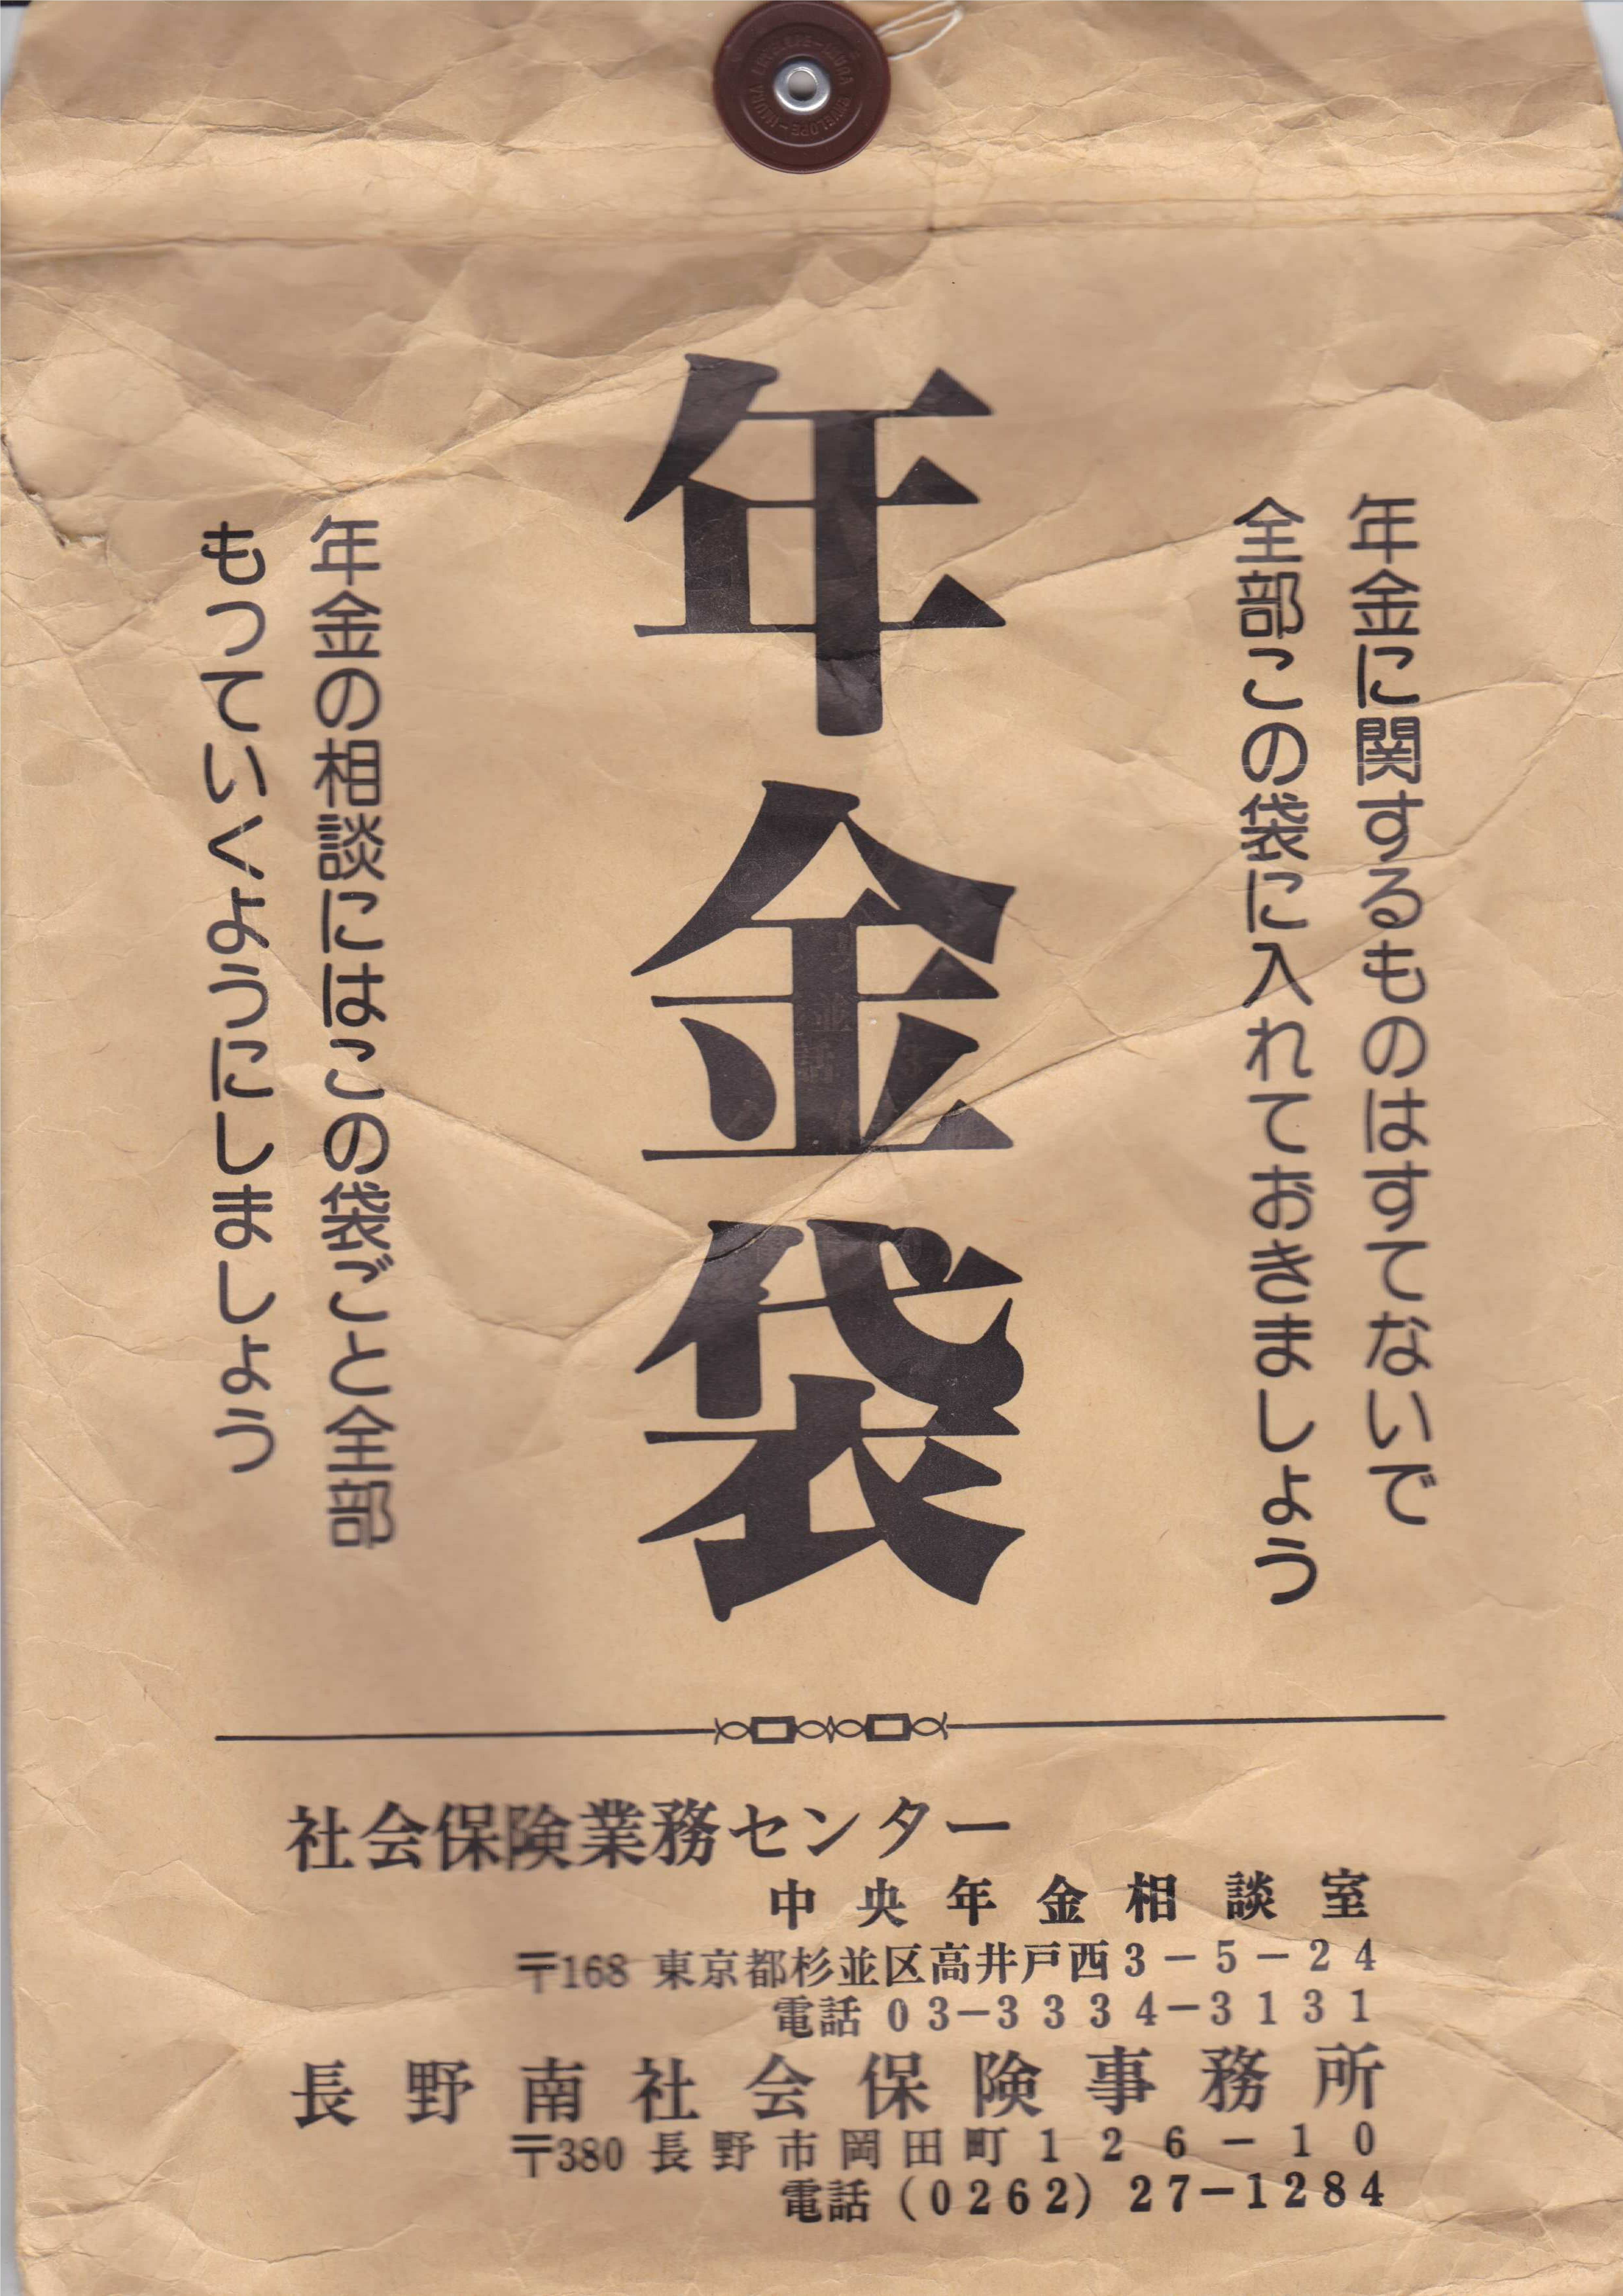 年金に関するものはすてないで
全部この袋に入れておきましょう
年金袋
年金の相談にはこの袋ごと全部
もっていくようにしましょう
社会保険業務センター
中央年金相談室
〒168 東京都杉並区高井戸西3-5-24
電話 03-3334-3131
長野南社会保険事務所
〒380 長野市岡田町126-10
電話 (0262) 27-1284